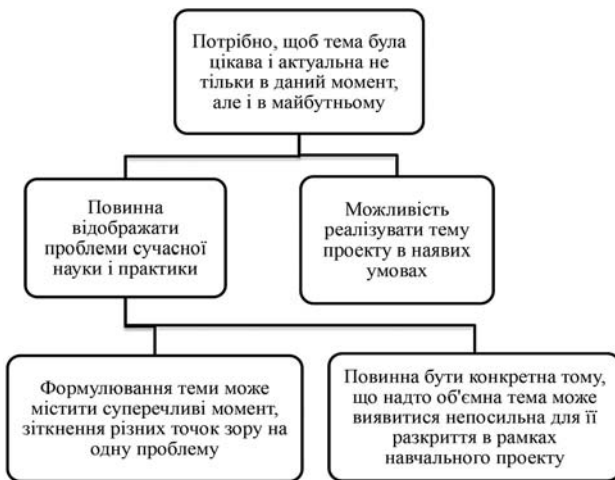 Потрібно, щоб тема була
цікава і актуальна не
тільки в даний момент,
але і в майбутньому
Повинна
відображати
проблеми сучасної
науки і практики
Можливість
реалізувати тему
проекту в наявих
умовах
Формулювання теми може
містити суперечливі момент,
зіткнення різних точок зору на
одну проблему
Повинна бути конкретна тому,
що надто об'ємна тема може
виявитися непосильна для її
разкриття в рамках
навчального проекту